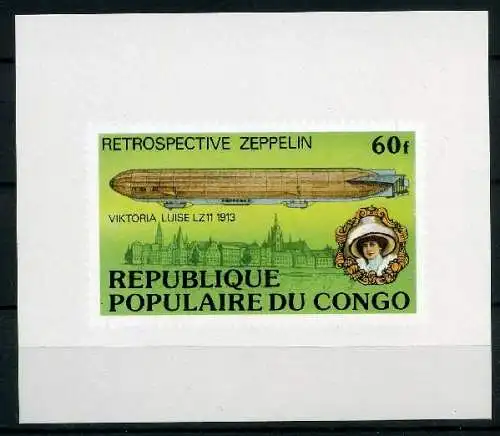 RETROSPECTIVE ZEPPELIN
60f
VIKTORIA LUISE LZ11 1913
REPUBLIQUE
POPULAIRE DU CONGO